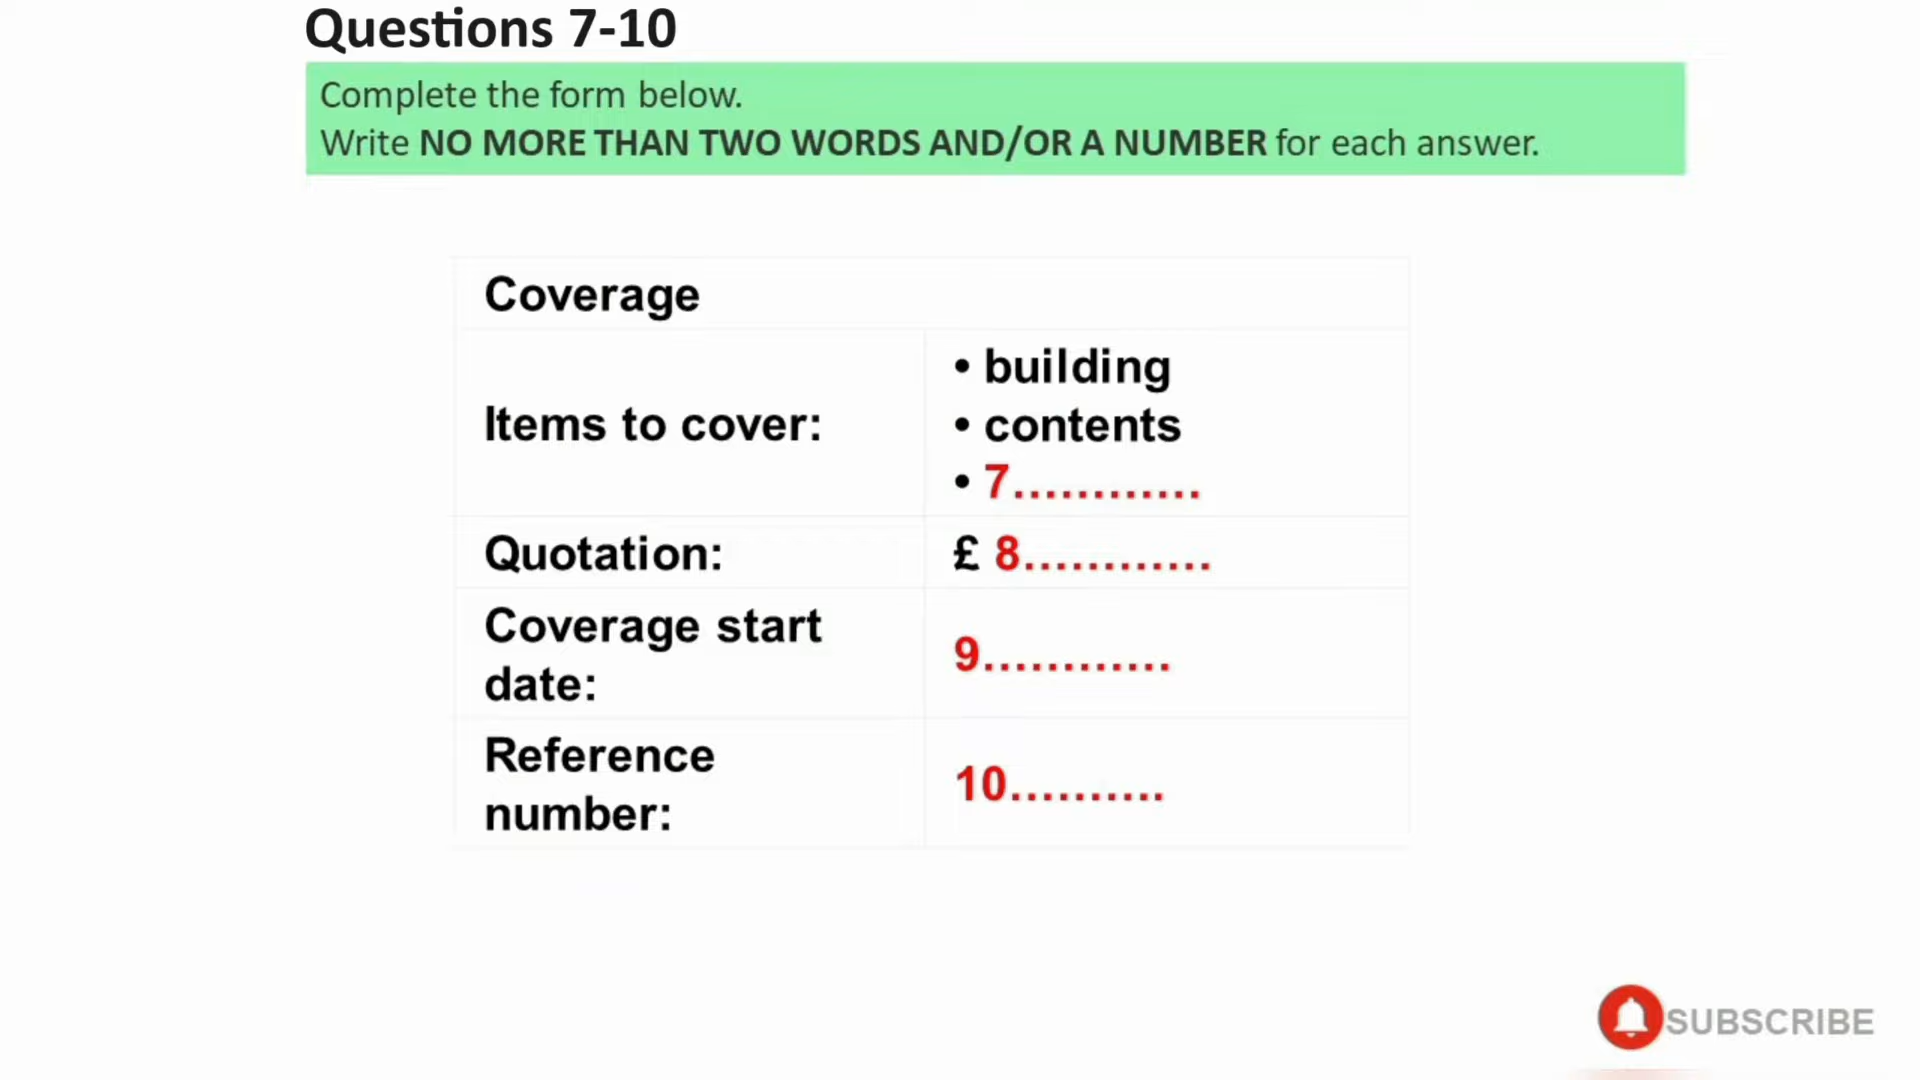 Questions 7-10
Complete the form below.
Write NO MORE THAN TWO WORDS AND/OR A NUMBER for each answer.
Coverage
Items to cover:
• building
• contents
• 7............
Quotation:
£ 8............
Coverage start
date:
9............
Reference
number:
10..........
SUBSCRIBE